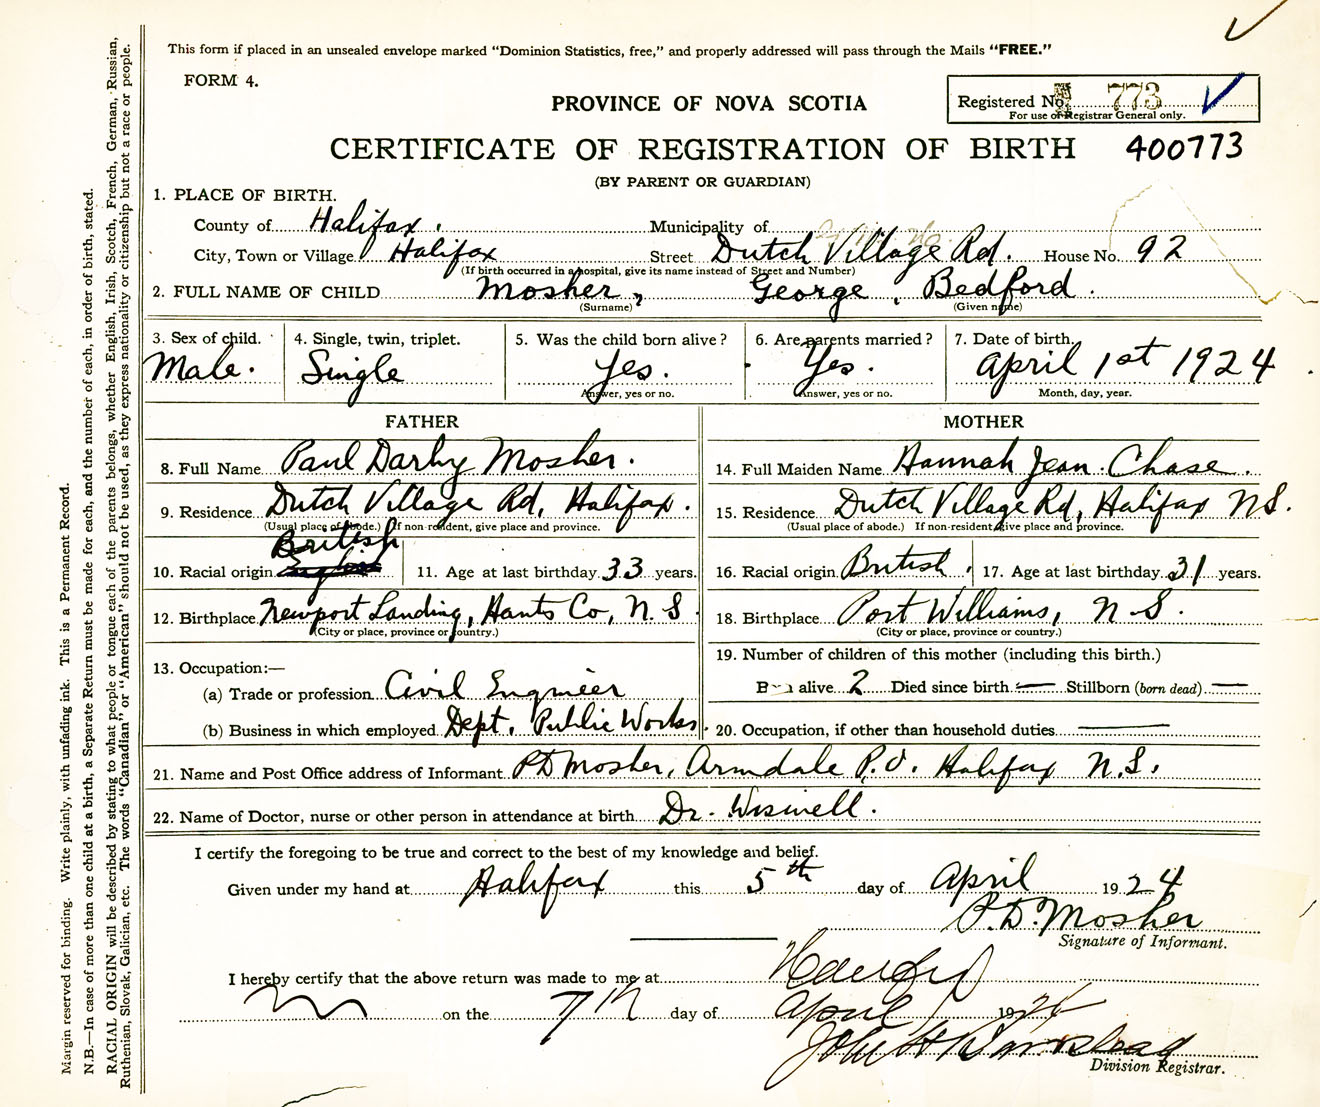 This form if placed in an unsealed envelope marked "Dominion Statistics, free," and properly addressed will pass through the Mails "FREE."
FORM 4.
PROVINCE OF NOVA SCOTIA
Registered No. 773
For use of Registrar General only.
CERTIFICATE OF REGISTRATION OF BIRTH 400773
(BY PARENT OR GUARDIAN)
1. PLACE OF BIRTH.
County of Halifax. Municipality of
City, Town or Village Halifax Street Dutch Village Rd. House No. 92
(If birth occurred in a hospital, give its name instead of Street and Number)
2. FULL NAME OF CHILD Mosher, George, Bedford.
(Surname) (Given name)
3. Sex of child. 4. Single, twin, triplet. 5. Was the child born alive? 6. Are parents married? 7. Date of birth.
Male. Single Yes. Yes. April 1st 1924
Answer, yes or no. Answer, yes or no. Month, day, year.
FATHER MOTHER
8. Full Name Paul Darby Mosher. 14. Full Maiden Name Hannah Jean Chase.
9. Residence Dutch Village Rd, Halifax. 15. Residence Dutch Village Rd, Halifax NS.
(Usual place of abode.) If non-resident, give place and province. (Usual place of abode.) If non-resident, give place and province.
British
10. Racial origin English 11. Age at last birthday 33 years. 16. Racial origin British. 17. Age at last birthday 31 years.
12. Birthplace Newport Landing, Hants Co, N.S. 18. Birthplace Port Williams, N.S.
(City or place, province or country.) (City or place, province or country.)
13. Occupation:— 19. Number of children of this mother (including this birth.)
(a) Trade or profession Civil Engineer B alive 2 Died since birth — Stillborn (born dead) —
(b) Business in which employed Dept. Public Works. 20. Occupation, if other than household duties —
21. Name and Post Office address of Informant PD Mosher, Armdale P.O. Halifax N.S.
22. Name of Doctor, nurse or other person in attendance at birth Dr. Wiswell.
I certify the foregoing to be true and correct to the best of my knowledge and belief.
Given under my hand at Halifax this 5th day of April 1924
P.D. Mosher
Signature of Informant.
I hereby certify that the above return was made to me at
on the 7th day of April 1924
John H
Division Registrar.
Margin reserved for binding. Write plainly, with unfading ink. This is a Permanent Record.
N.B.—In case of more than one child at a birth, a Separate Return must be made for each, and the number of each, in order of birth, stated.
RACIAL ORIGIN will be described by stating to what people or tongue each of the parents belongs, whether English, Irish, Scotch, French, German, Russian,
Ruthenian, Slovak, Galician, etc. The words "Canadian" or "American" should not be used, as they express nationality or citizenship but not a race or people.